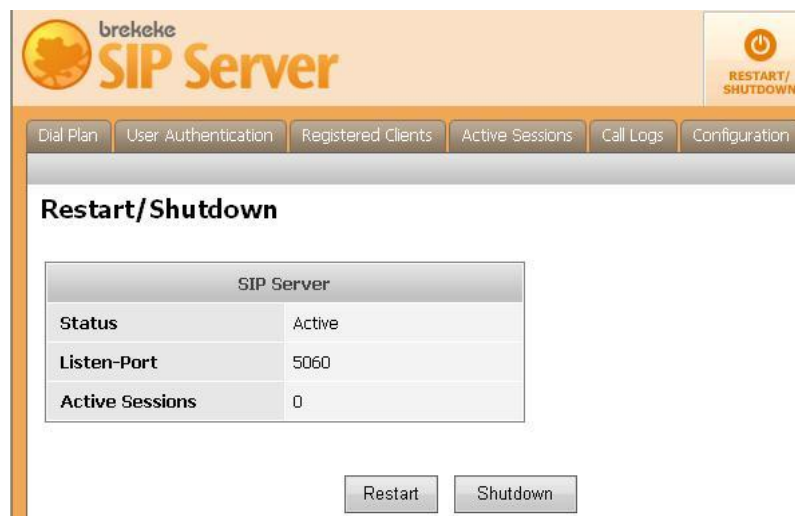 brekeke
SIP Server
RESTART/
SHUTDOWN
Dial Plan User Authentication Registered Clients Active Sessions Call Logs Configuration
Restart/Shutdown
SIP Server
Status Active
Listen-Port 5060
Active Sessions 0
Restart Shutdown